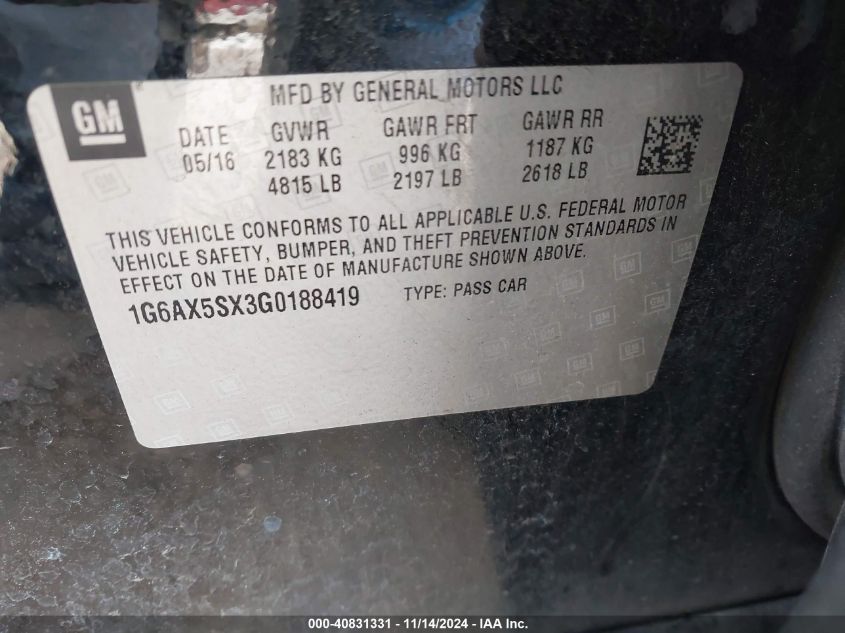 GM
MFD BY GENERAL MOTORS LLC
DATE GVWR GAWR FRT GAWR RR
05/16 2183 KG 996 KG 1187 KG
4815 LB 2197 LB 2618 LB
THIS VEHICLE CONFORMS TO ALL APPLICABLE U.S. FEDERAL MOTOR
VEHICLE SAFETY, BUMPER, AND THEFT PREVENTION STANDARDS IN
EFFECT ON THE DATE OF MANUFACTURE SHOWN ABOVE.
1G6AX5SX3G0188419 TYPE: PASS CAR
000-40831331 - 11/14/2024 - IAA Inc.